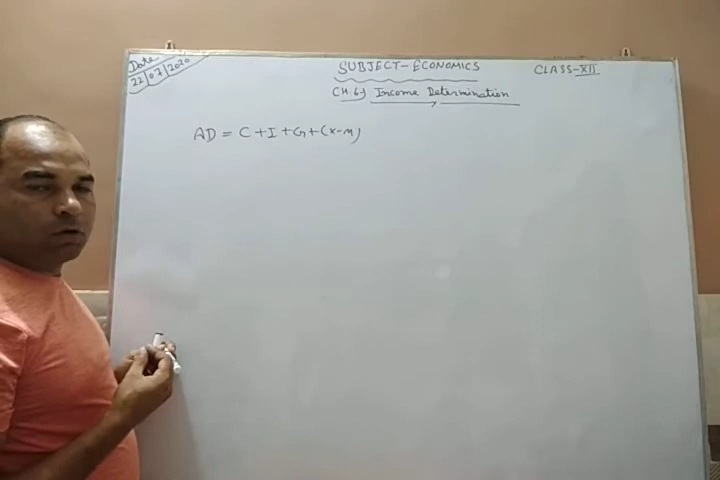 Date
22/07/2020
SUBJECT-ECONOMICS
CLASS-XII
CH.6→ Income Determination
AD = C+I+G+(X-M)